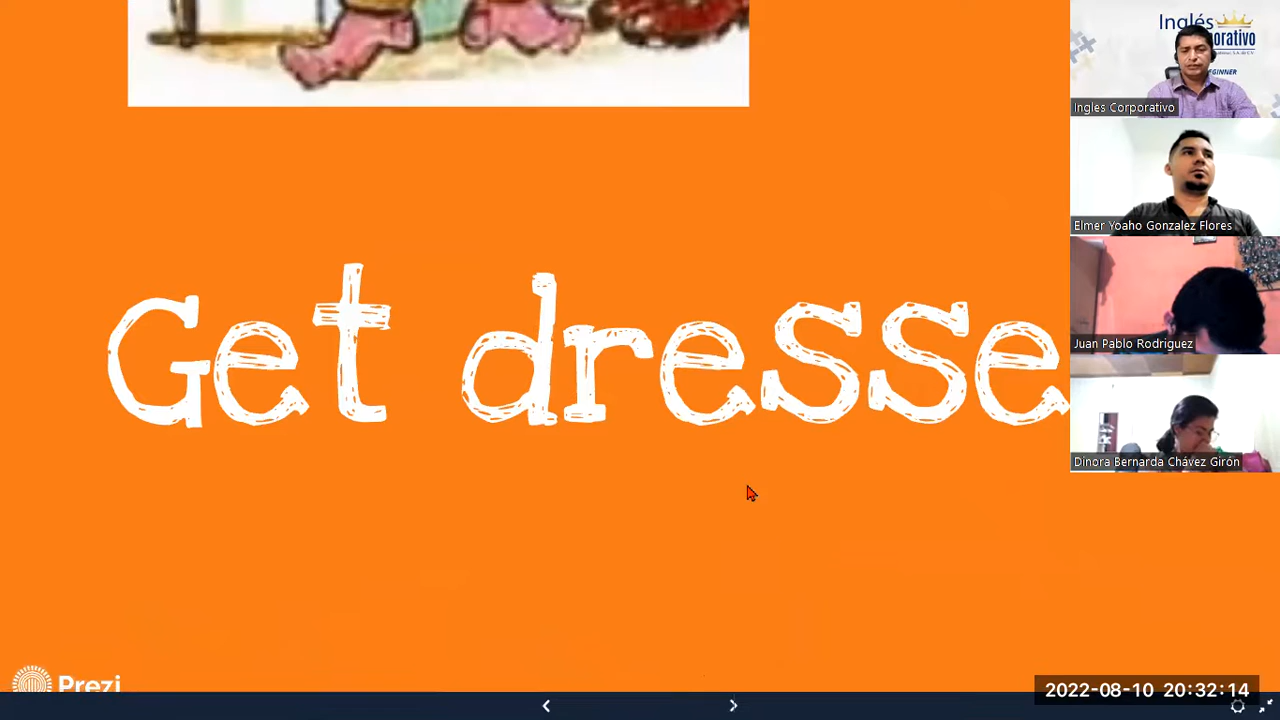 Inglés
orativo
GINNER
Ingles Corporativo
Elmer Yoaho Gonzalez Flores
Juan Pablo Rodriguez
Get dresse
Dinora Bernarda Chávez Girón
Prezi
2022-08-10 20:32:14